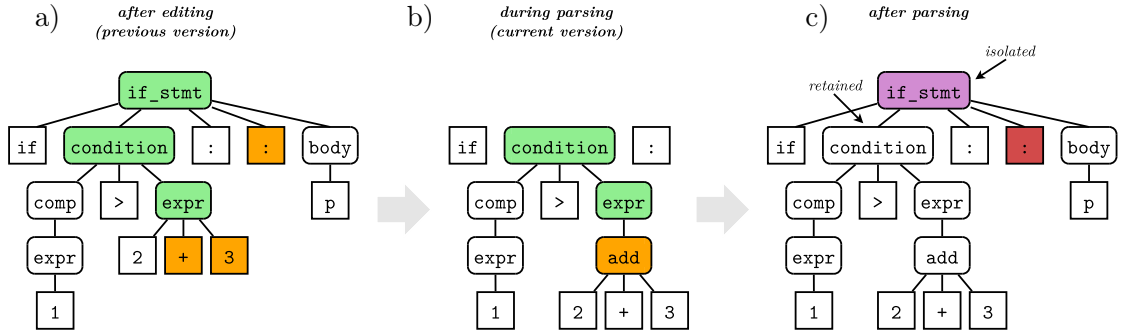 a)
after editing
(previous version)
if_stmt
if
condition
:
:
body
comp
>
expr
p
expr
2
+
3
1
b)
during parsing
(current version)
if
condition
:
comp
>
expr
expr
add
1
2
+
3
c)
after parsing
isolated
retained
if_stmt
if
condition
:
:
body
comp
>
expr
p
expr
add
1
2
+
3